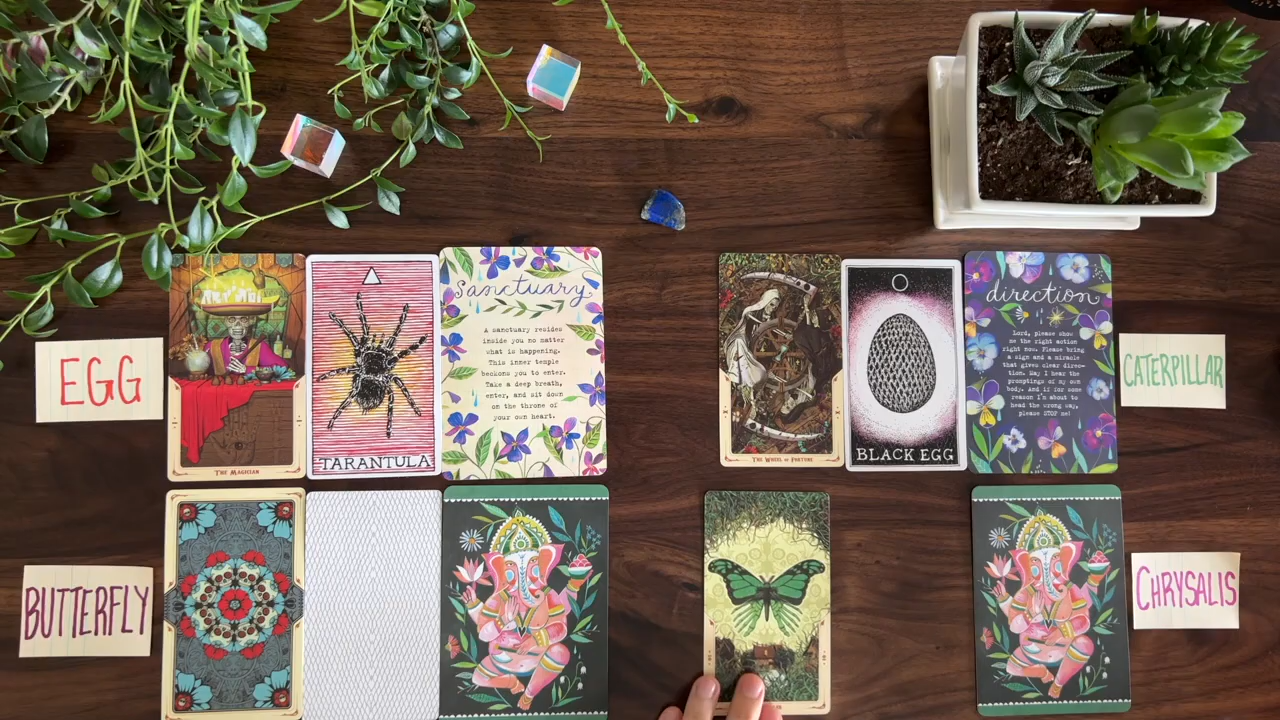 EGG
THE MAGICIAN
TARANTULA
sanctuary
A sanctuary resides
inside you no matter
what is happening.
This inner temple
beckons you to enter.
Take a deep breath,
enter, and sit down
on the throne of
your own heart.
THE WHEEL OF FORTUNE
BLACK EGG
direction
Lord, please show
me the right action
right now. Please bring
a sign and a miracle
that gives clear direc-
tion. May I hear the
promptings of my own
body. And if for some
reason I'm about to
head the wrong way,
please STOP me!
CATERPILLAR
BUTTERFLY
CHRYSALIS